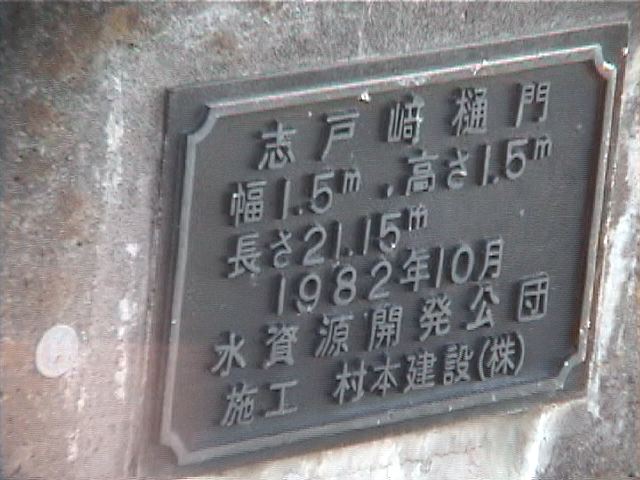 志戸﨑樋門
幅1.5m,高さ1.5m
長さ21.15m
1982年10月
水資源開発公団
施工 村本建設(株)